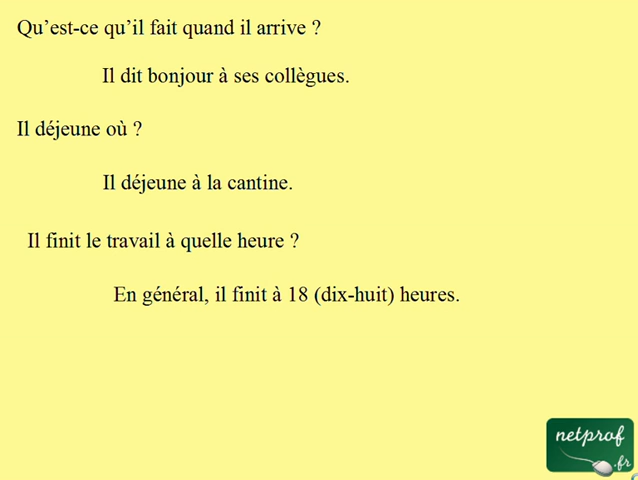 Qu’est-ce qu’il fait quand il arrive ?
Il dit bonjour à ses collègues.
Il déjeune où ?
Il déjeune à la cantine.
Il finit le travail à quelle heure ?
En général, il finit à 18 (dix-huit) heures.
netprof
.fr